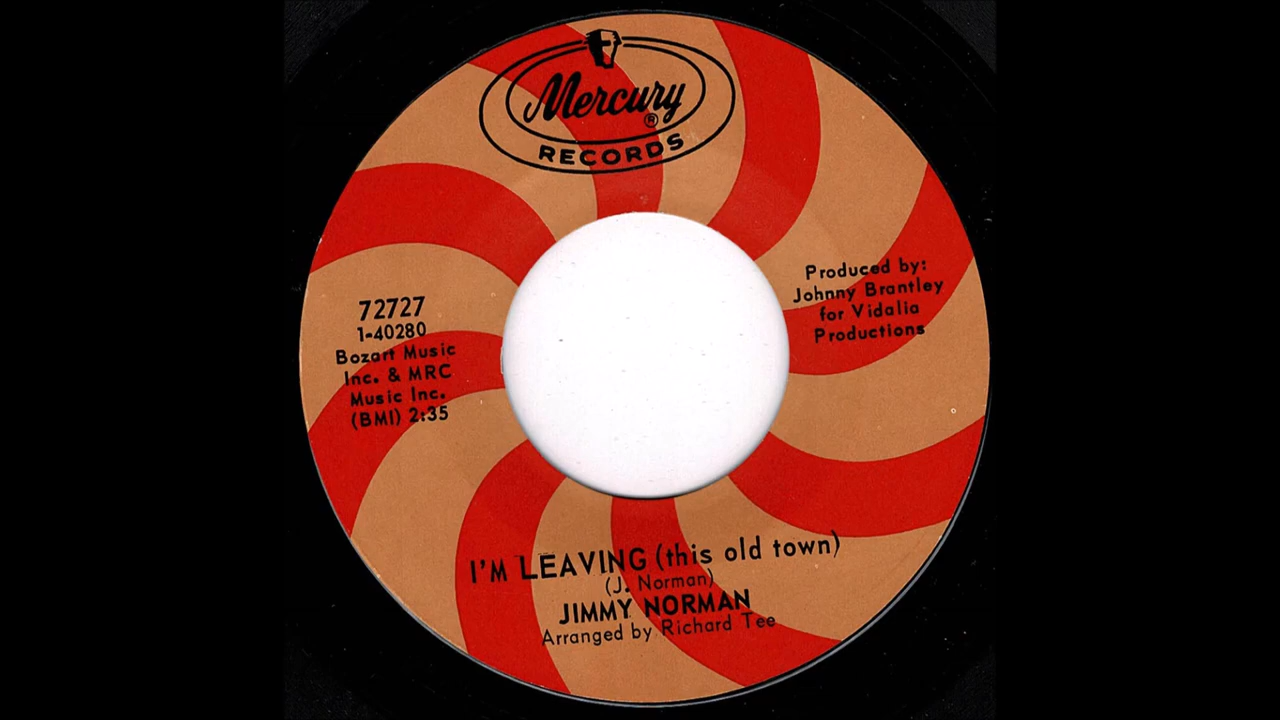 Mercury
®
RECORDS
72727
1-40280
Bozart Music
Inc. & MRC
Music Inc.
(BMI) 2:35
Produced by:
Johnny Brantley
for Vidalia
Productions
I'M LEAVING (this old town)
(J. Norman)
JIMMY NORMAN
Arranged by Richard Tee